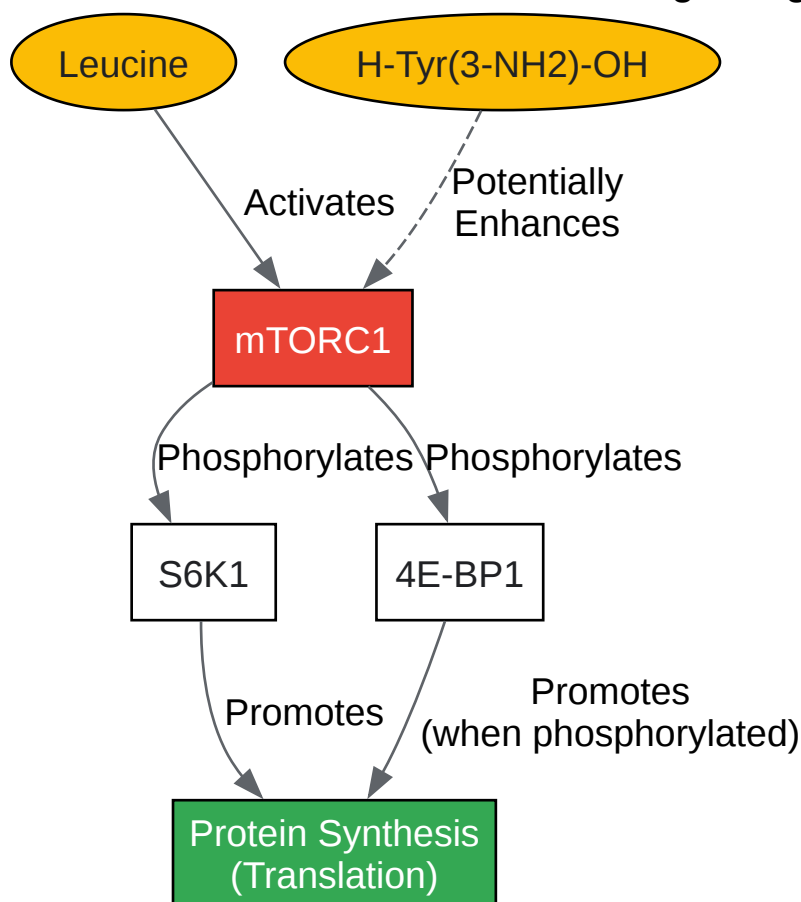 Leucine
H-Tyr(3-NH2)-OH
Activates
Potentially
Enhances
mTORC1
Phosphorylates
Phosphorylates
S6K1
4E-BP1
Promotes
Promotes
(when phosphorylated)
Protein Synthesis
(Translation)